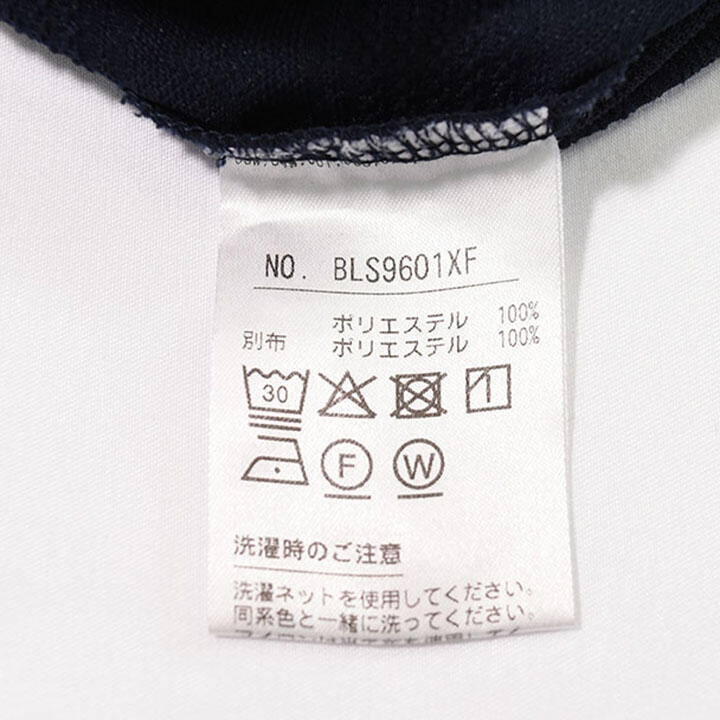 NO. BLS9601XF
ポリエステル 100%
別布 ポリエステル 100%
30
F W
洗濯時のご注意
洗濯ネットを使用してください。
同系色と一緒に洗ってください。